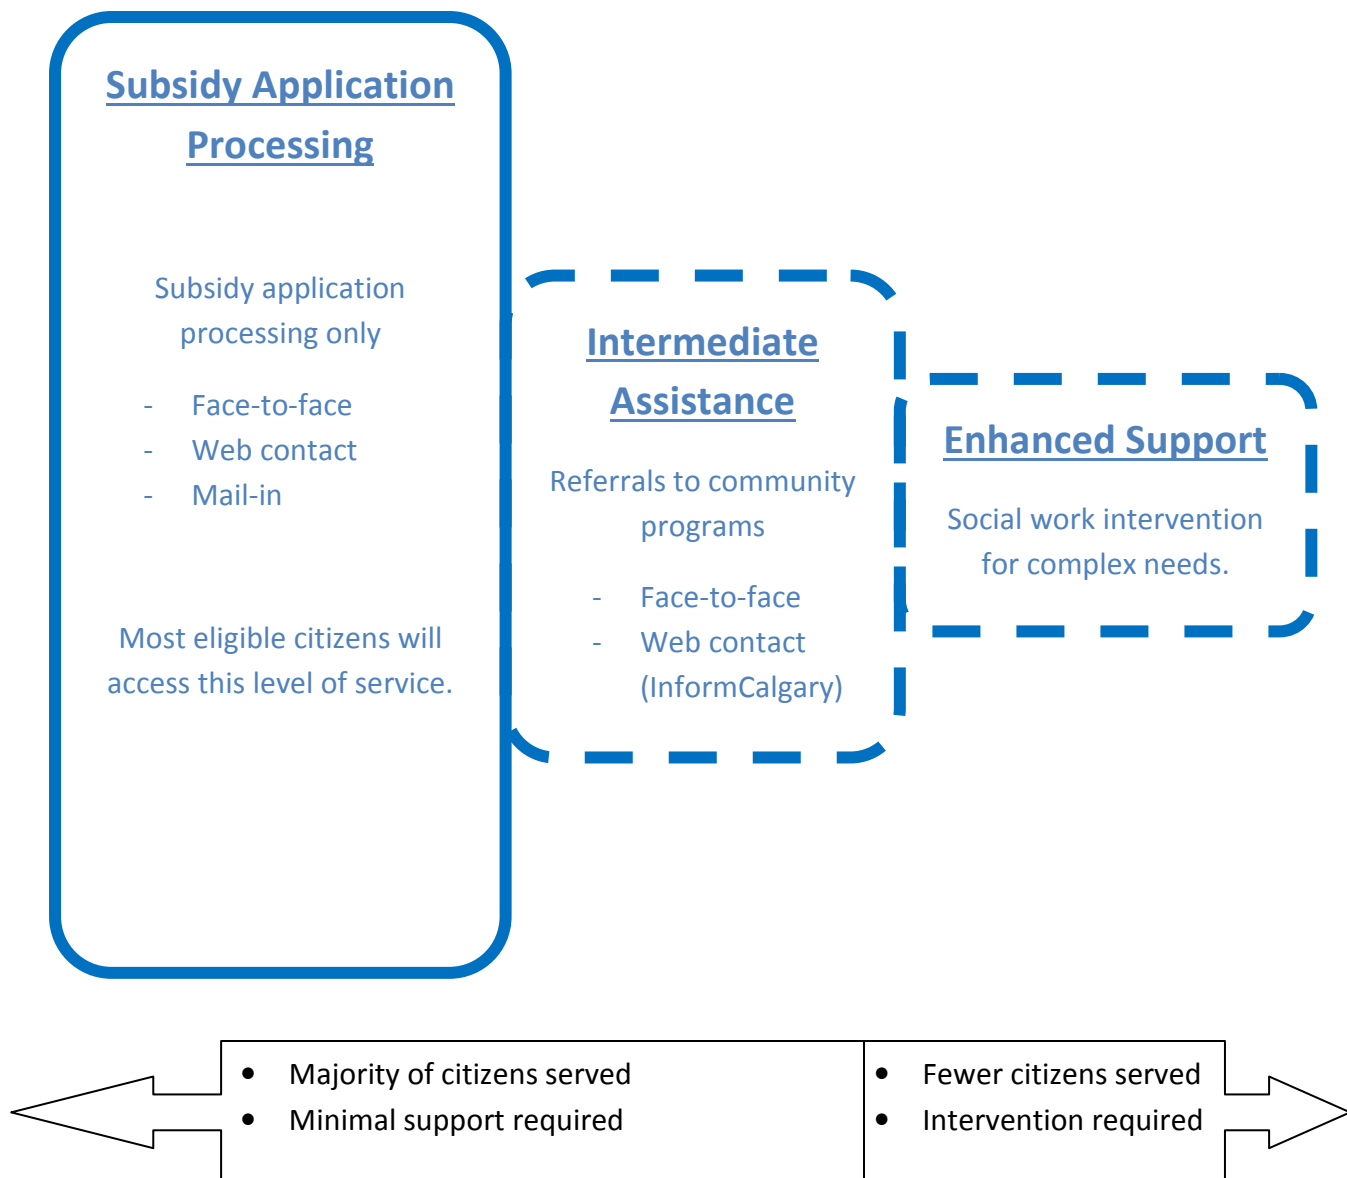 Subsidy Application
Processing
Subsidy application
processing only
- Face-to-face
- Web contact
- Mail-in
Most eligible citizens will
access this level of service.
Intermediate
Assistance
Referrals to community
programs
- Face-to-face
- Web contact
(InformCalgary)
Enhanced Support
Social work intervention
for complex needs.
• Majority of citizens served
• Minimal support required
• Fewer citizens served
• Intervention required